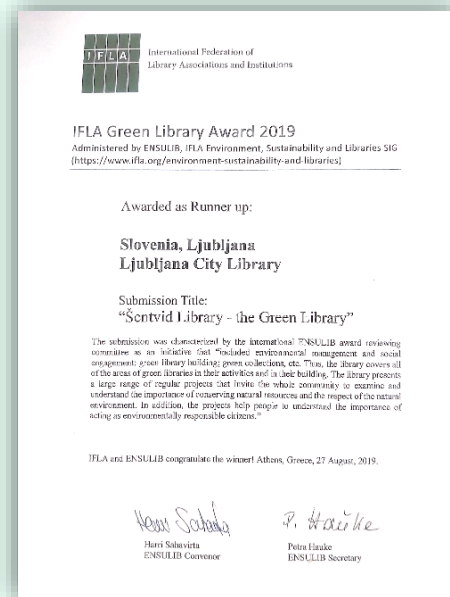 IFLA
International Federation of
Library Associations and Institutions
IFLA Green Library Award 2019
Administered by ENSULIB, IFLA Environment, Sustainability and Libraries SIG
(https://www.ifla.org/environment-sustainability-and-libraries)
Awarded as Runner up:
Slovenia, Ljubljana
Ljubljana City Library
Submission Title:
“Šentvid Library - the Green Library”
The submission was characterized by the international ENSULIB award reviewing
committee as an initiative that “included environmental management and social
engagement: green library building; green collections, etc. Thus, the library covers all
of the areas of green libraries in their activities and in their building. The library presents
a large range of regular projects that invite the whole community to examine and
understand the importance of conserving natural resources and the respect of the natural
environment. In addition, the projects help people to understand the importance of
acting as environmentally responsible citizens.”
IFLA and ENSULIB congratulate the winner! Athens, Greece, 27 August, 2019.
P. Hauke
Harri Sahavirta
ENSULIB Convenor
Petra Hauke
ENSULIB Secretary